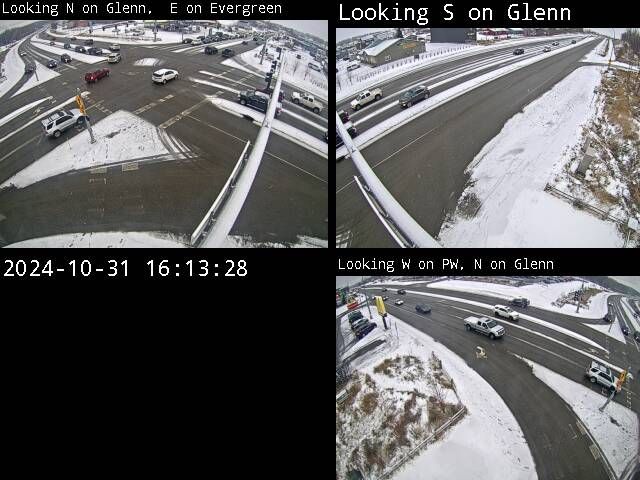 Looking N on Glenn,  E on Evergreen
Looking S on Glenn
2024-10-31 16:13:28
Looking W on PW, N on Glenn